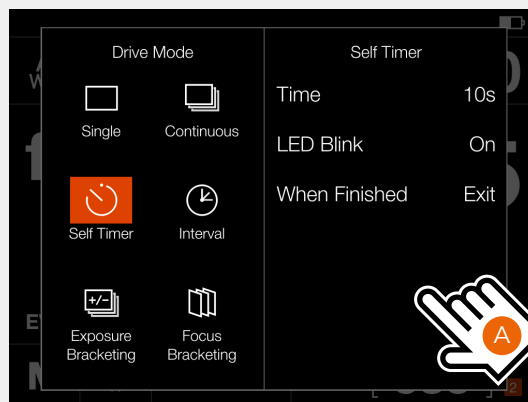 Drive Mode
Single
Continuous
Self Timer
Interval
+/-
Exposure
Bracketing
Focus
Bracketing
Self Timer
Time 10s
LED Blink On
When Finished Exit
A
2